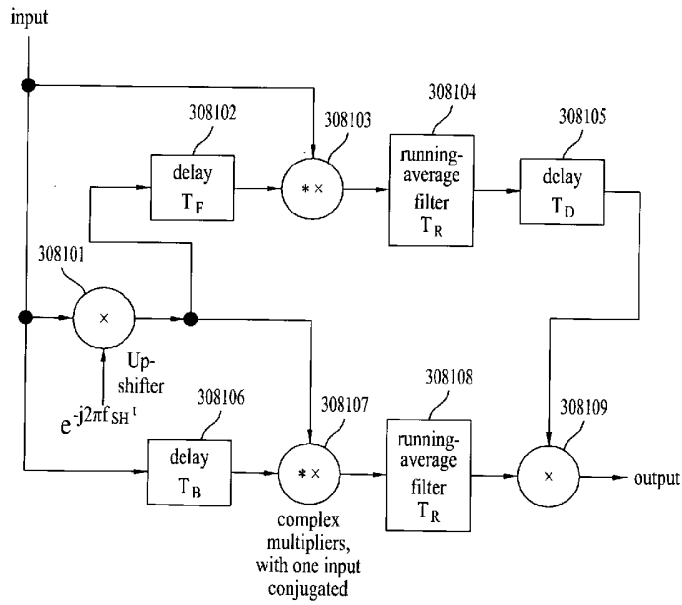 input
308102
308103
308104
308105
delay
T_F
* ×
running-
average
filter
T_R
delay
T_D
308101
×
Up-
shifter
e^-j2πf_SH t
308106
308107
308108
308109
delay
T_B
* ×
running-
average
filter
T_R
×
output
complex
multipliers,
with one input
conjugated